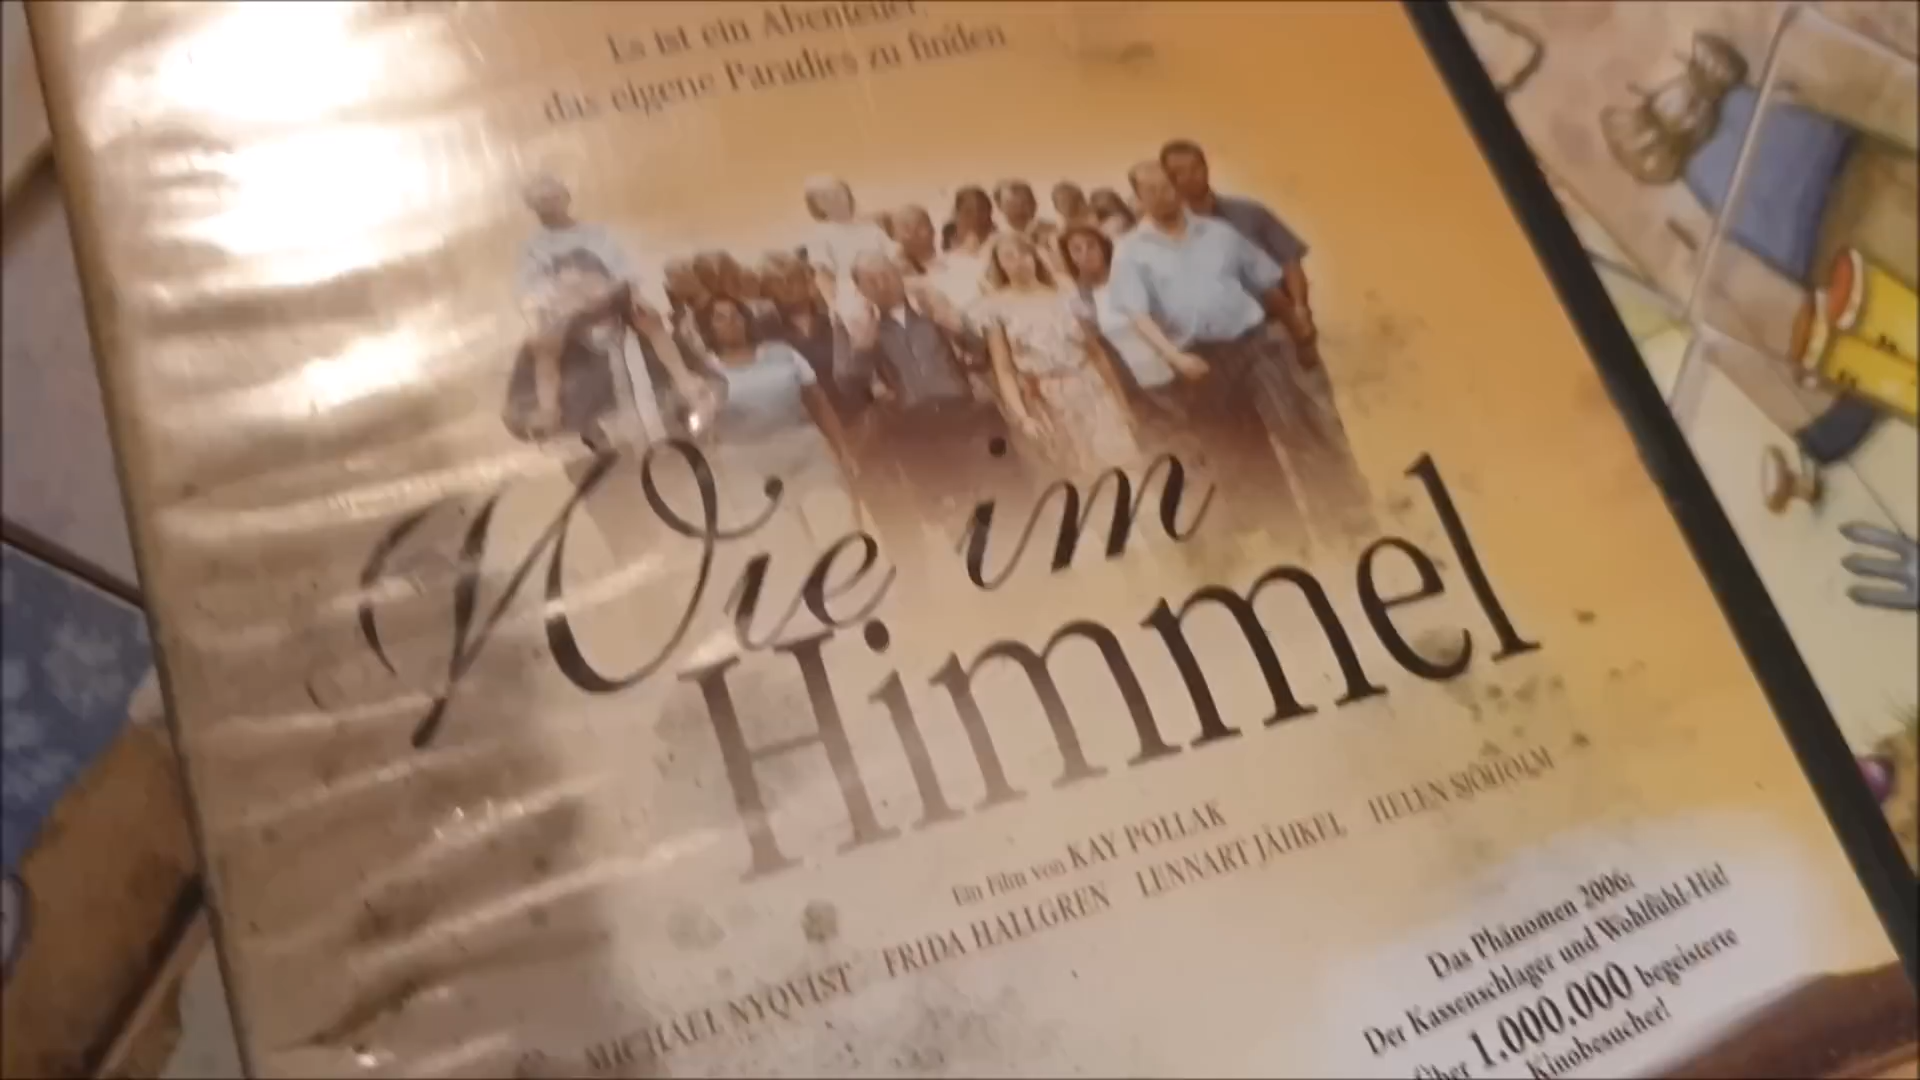 Es ist ein Abenteuer,
das eigene Paradies zu finden
Wie im
Himmel
Ein Film von KAY POLLAK
MICHAEL NYQVIST FRIDA HALLGREN LENNART JÄHKEL HELEN SJÖHOLM
Das Phänomen 2006:
Der Kassenschlager und Wohlfühl-Hit!
Über 1.000.000 begeisterte
Kinobesucher!